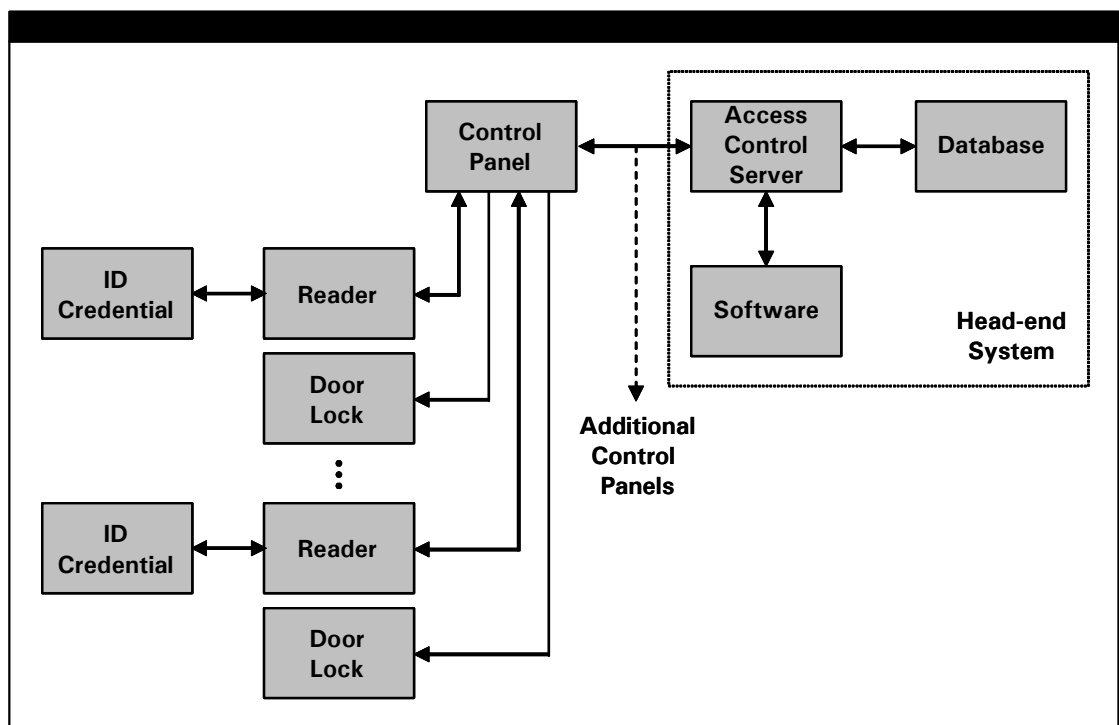 Control
Panel
Access
Control
Server
Database
ID
Credential
Reader
Software
Head-end
System
Door
Lock
Additional
Control
Panels
ID
Credential
Reader
Door
Lock